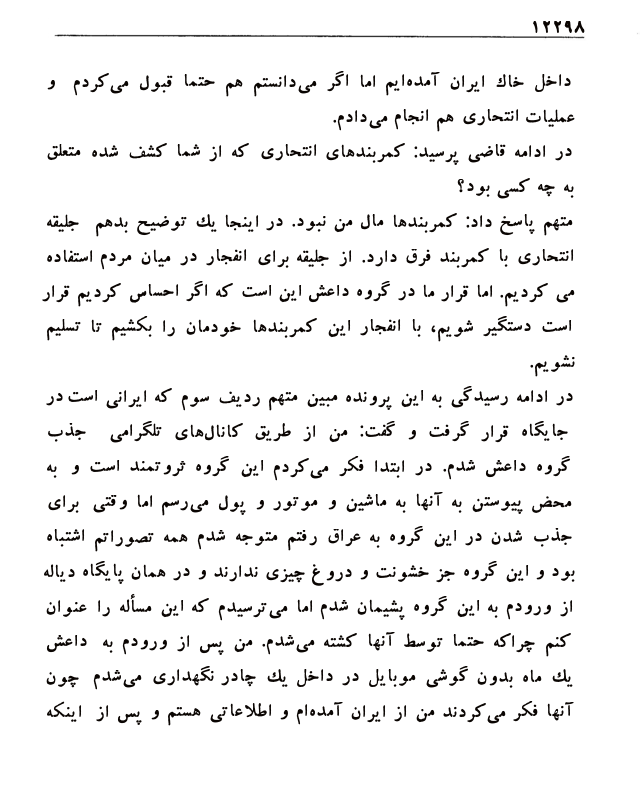 ۱۲۲۹۸
داخل خاك ایران آمده‌ایم اما اگر می‌دانستم هم حتما قبول می‌کردم و
عملیات انتحاری هم انجام می‌دادم.
در ادامه قاضی پرسید: کمربندهای انتحاری که از شما کشف شده متعلق
به چه کسی بود؟
متهم پاسخ داد: کمربندها مال من نبود. در اینجا یك توضیح بدهم جلیقه
انتحاری با کمربند فرق دارد. از جلیقه برای انفجار در میان مردم استفاده
می کردیم. اما قرار ما در گروه داعش این است که اگر احساس کردیم قرار
است دستگیر شویم، با انفجار این کمربندها خودمان را بکشیم تا تسلیم
نشویم.
در ادامه رسیدگی به این پرونده مبین متهم ردیف سوم که ایرانی است در
جایگاه قرار گرفت و گفت: من از طریق کانال‌های تلگرامی جذب
گروه داعش شدم. در ابتدا فکر می‌کردم این گروه ثروتمند است و به
محض پیوستن به آنها به ماشین و موتور و پول می‌رسم اما وقتی برای
جذب شدن در این گروه به عراق رفتم متوجه شدم همه تصوراتم اشتباه
بود و این گروه جز خشونت و دروغ چیزی ندارند و در همان پایگاه دیاله
از ورودم به این گروه پشیمان شدم اما می‌ترسیدم که این مسأله را عنوان
کنم چراکه حتما توسط آنها کشته می‌شدم. من پس از ورودم به داعش
یك ماه بدون گوشی موبایل در داخل یك چادر نگهداری می‌شدم چون
آنها فکر می‌کردند من از ایران آمده‌ام و اطلاعاتی هستم و پس از اینکه